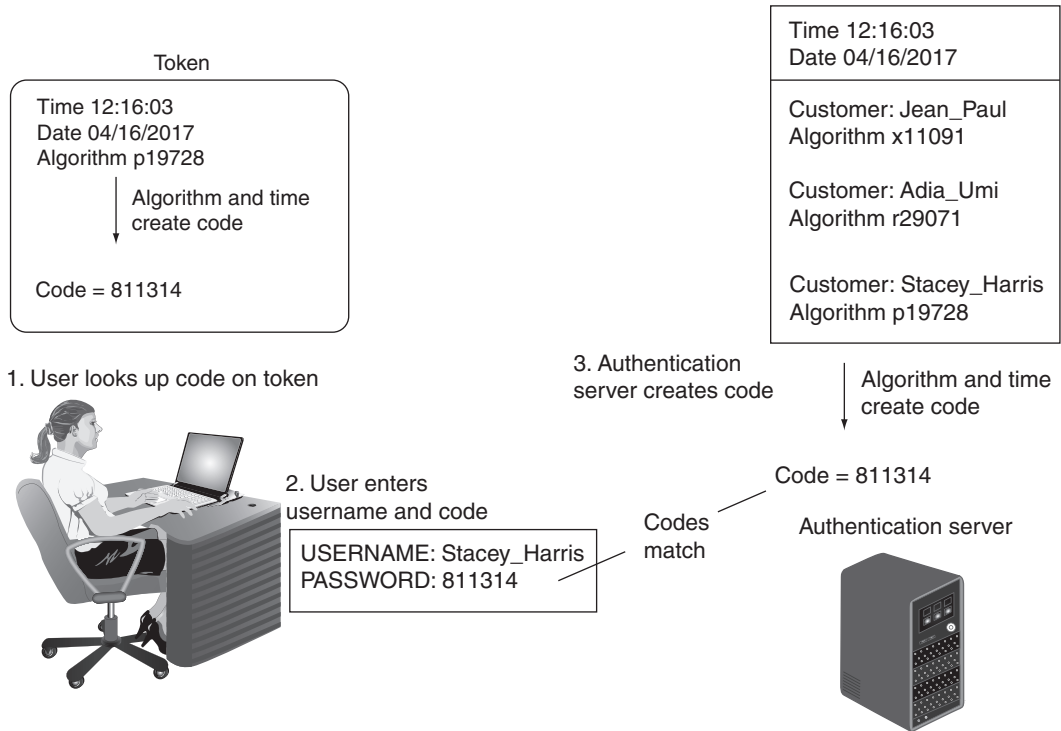 Token
Time 12:16:03
Date 04/16/2017
Algorithm p19728
Algorithm and time
create code
Code = 811314
1. User looks up code on token
2. User enters
username and code
USERNAME: Stacey_Harris
PASSWORD: 811314
Time 12:16:03
Date 04/16/2017
Customer: Jean_Paul
Algorithm x11091
Customer: Adia_Umi
Algorithm r29071
Customer: Stacey_Harris
Algorithm p19728
3. Authentication
server creates code
Algorithm and time
create code
Code = 811314
Codes
match
Authentication server